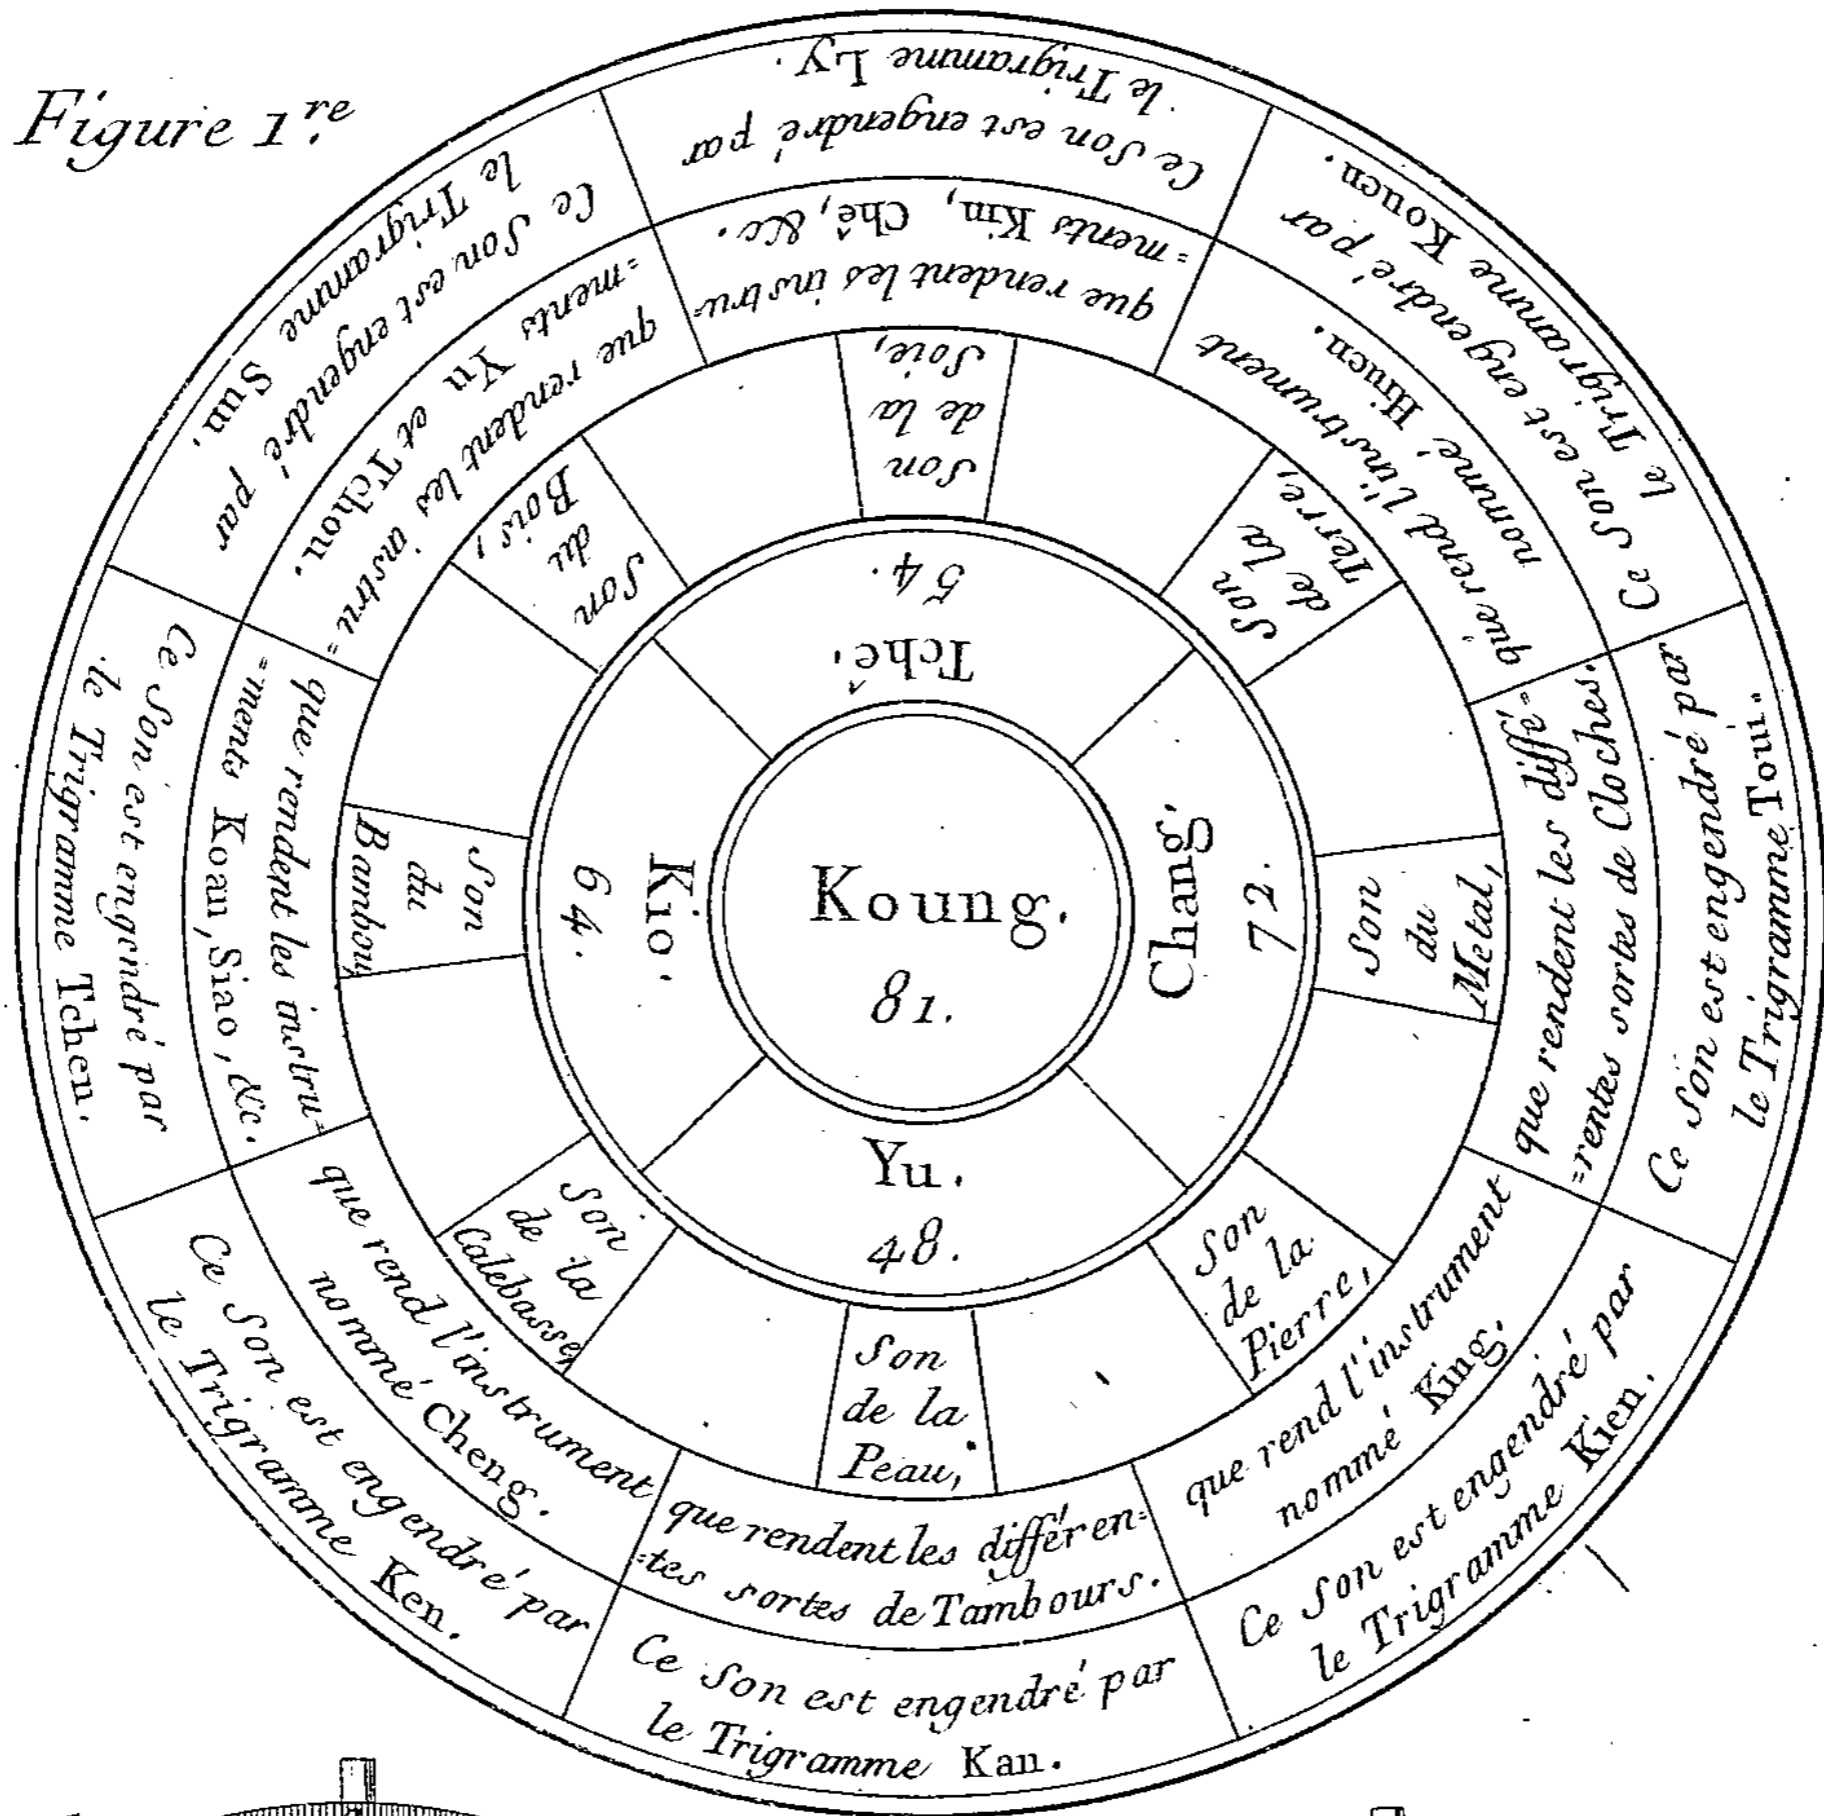 Figure 1.re
Koung.
81.
Tchê,
54.
Chang,
72.
Yu.
48.
Kio.
64.
Son
de la
Soie,
que rendent les instru=
=ments Kin, Chê, &c.
Ce Son est engendré par
le Trigramme Ly.
Son
de la
Terre,
que rend l'instrument
nommé Hiuen.
Ce Son est engendré par
le Trigramme Kouen.
Son
du
Metal,
que rendent les diffé=
=rentes sortes de Cloches.
Ce Son est engendré par
le Trigramme Toui.
Son
de la
Pierre,
que rend l'instrument
nommé King.
Ce Son est engendré par
le Trigramme Kien.
Son
de la
Peau,
que rendent les différen=
=tes sortes de Tambours.
Ce Son est engendré par
le Trigramme Kan.
Son
de la
Calebasse,
que rend l'instrument
nommé Cheng.
Ce Son est engendré par
le Trigramme Ken.
Son
du
Bambou,
que rendent les instru=
=ments Koan, Siao, &c.
Ce Son est engendré par
le Trigramme Tchen.
Son
du
Bois,
que rendent les instru=
=ments Yu et Tchou.
Ce Son est engendré par
le Trigramme Sun.